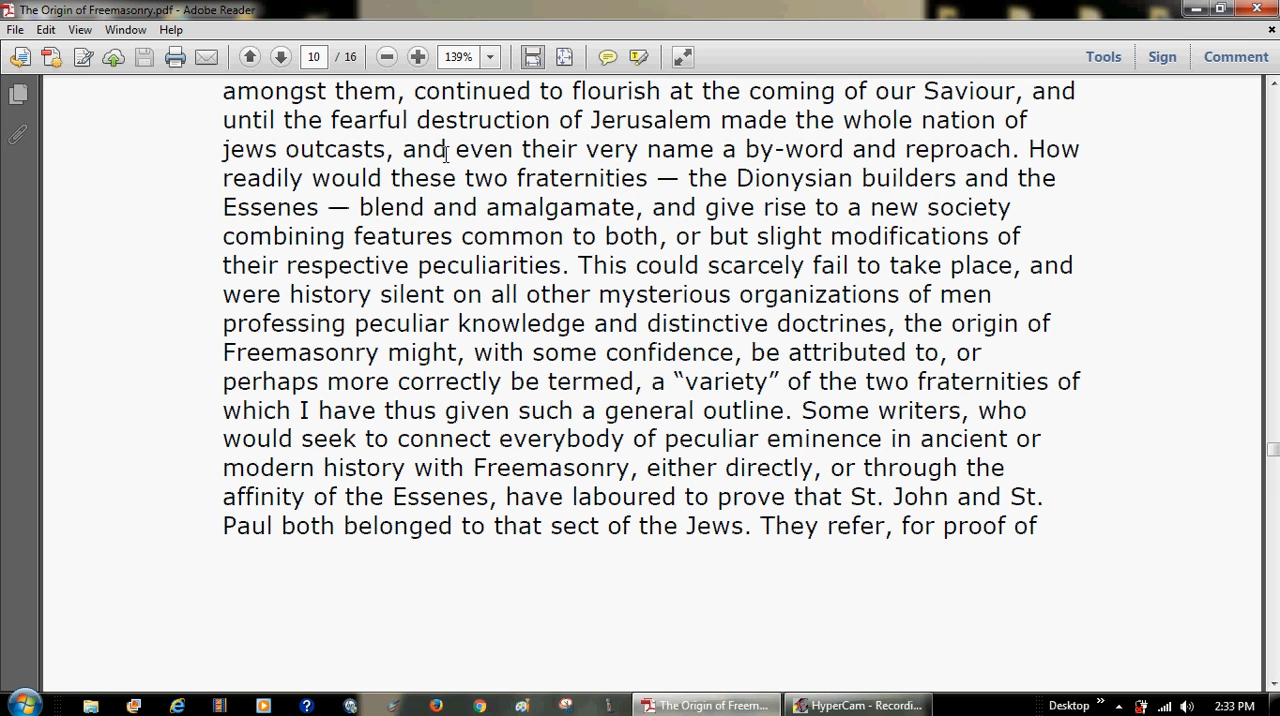 The Origin of Freemasonry.pdf - Adobe Reader
File Edit View Window Help
10 / 16 139% Tools Sign Comment
amongst them, continued to flourish at the coming of our Saviour, and
until the fearful destruction of Jerusalem made the whole nation of
jews outcasts, and even their very name a by-word and reproach. How
readily would these two fraternities — the Dionysian builders and the
Essenes — blend and amalgamate, and give rise to a new society
combining features common to both, or but slight modifications of
their respective peculiarities. This could scarcely fail to take place, and
were history silent on all other mysterious organizations of men
professing peculiar knowledge and distinctive doctrines, the origin of
Freemasonry might, with some confidence, be attributed to, or
perhaps more correctly be termed, a “variety” of the two fraternities of
which I have thus given such a general outline. Some writers, who
would seek to connect everybody of peculiar eminence in ancient or
modern history with Freemasonry, either directly, or through the
affinity of the Essenes, have laboured to prove that St. John and St.
Paul both belonged to that sect of the Jews. They refer, for proof of
The Origin of Freem... HyperCam - Recordi... Desktop 2:33 PM